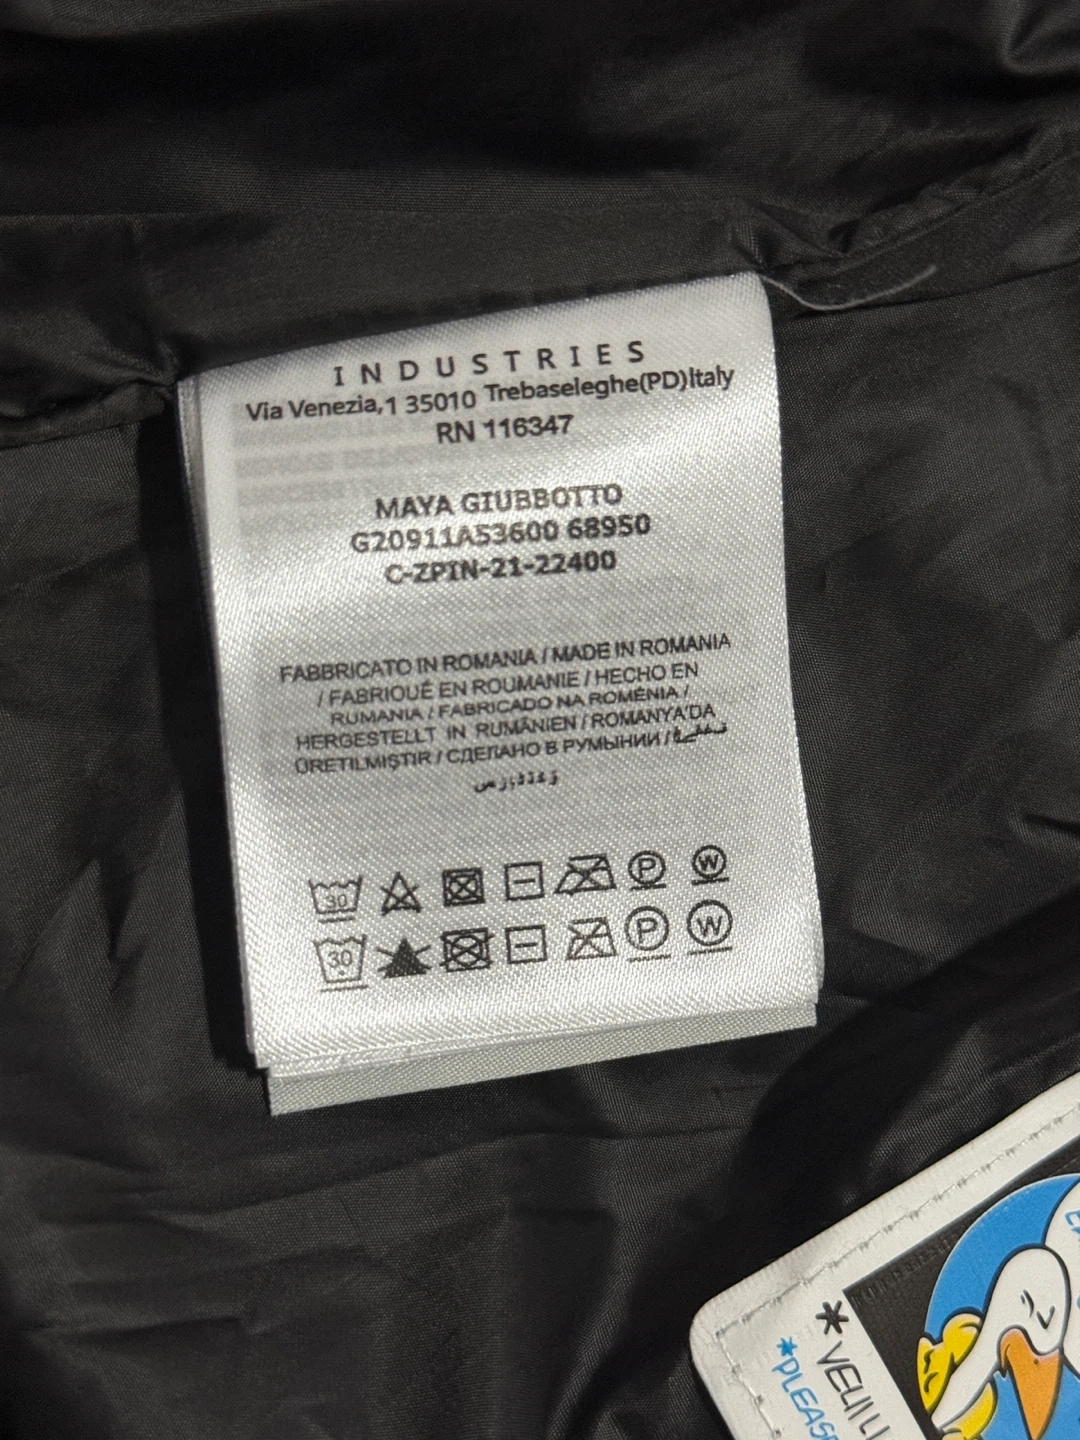 INDUSTRIES
Via Venezia,1 35010 Trebaseleghe(PD)Italy
RN 116347
MAYA GIUBBOTTO
G20911A53600 68950
C-ZPIN-21-22400
FABBRICATO IN ROMANIA / MADE IN ROMANIA
/ FABRIQUÉ EN ROUMANIE / HECHO EN
RUMANIA / FABRICADO NA ROMÉNIA /
HERGESTELLT IN RUMÄNIEN / ROMANYA'DA
ÜRETILMIŞTIR / СДЕЛАНО В РУМЫНИИ /
30 P W
30 P W
*
*PLEASE